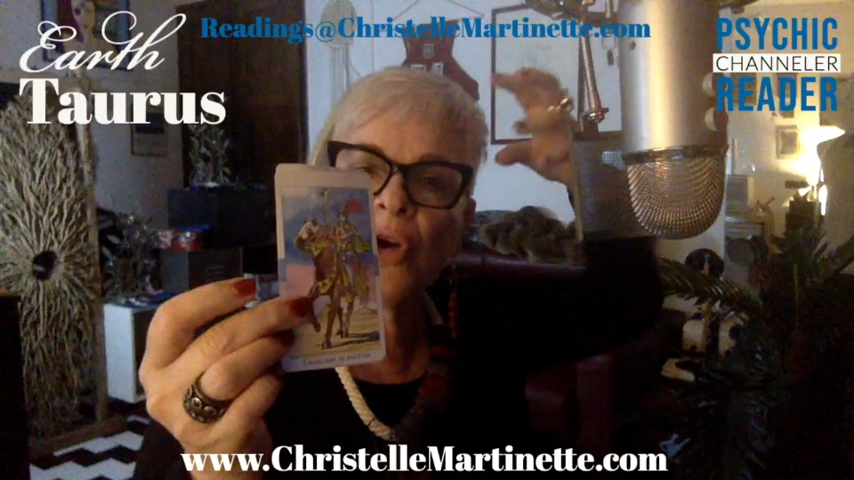 Earth
Taurus
Readings@ChristelleMartinette.com
PSYCHIC
CHANNELER
READER
www.ChristelleMartinette.com